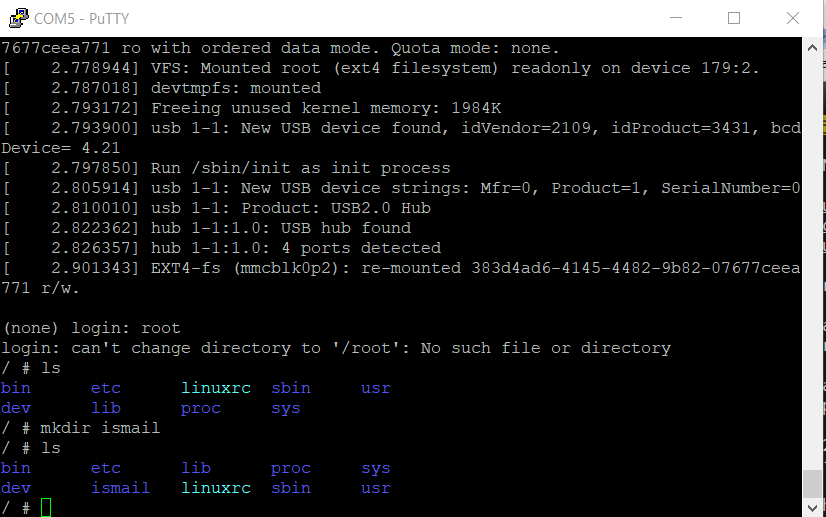 COM5 - PuTTY
7677ceea771 ro with ordered data mode. Quota mode: none.
[    2.778944] VFS: Mounted root (ext4 filesystem) readonly on device 179:2.
[    2.787018] devtmpfs: mounted
[    2.793172] Freeing unused kernel memory: 1984K
[    2.793900] usb 1-1: New USB device found, idVendor=2109, idProduct=3431, bcd
Device= 4.21
[    2.797850] Run /sbin/init as init process
[    2.805914] usb 1-1: New USB device strings: Mfr=0, Product=1, SerialNumber=0
[    2.810010] usb 1-1: Product: USB2.0 Hub
[    2.822362] hub 1-1:1.0: USB hub found
[    2.826357] hub 1-1:1.0: 4 ports detected
[    2.901343] EXT4-fs (mmcblk0p2): re-mounted 383d4ad6-4145-4482-9b82-07677ceea
771 r/w.
(none) login: root
login: can't change directory to '/root': No such file or directory
/ # ls
bin      etc      linuxrc  sbin     usr
dev      lib      proc     sys
/ # mkdir ismail
/ # ls
bin      etc      lib      proc     sys
dev      ismail   linuxrc  sbin     usr
/ #